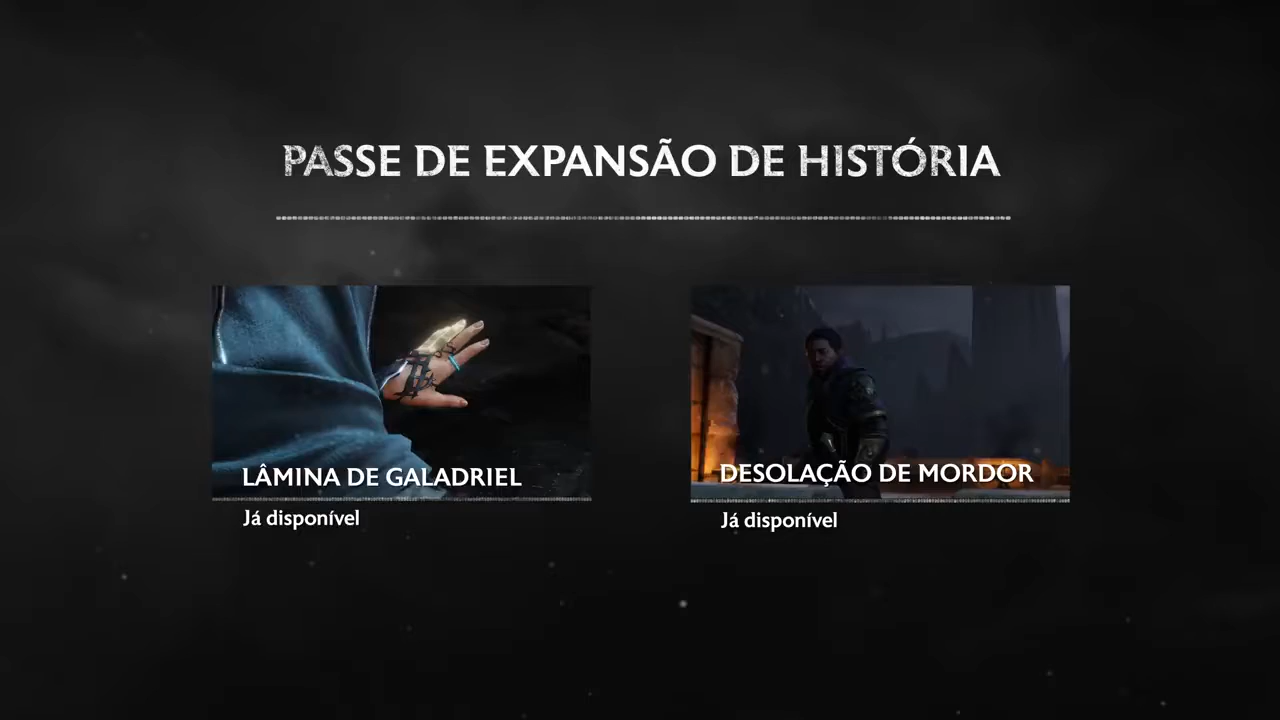 PASSE DE EXPANSÃO DE HISTÓRIA
LÂMINA DE GALADRIEL
Já disponível
DESOLAÇÃO DE MORDOR
Já disponível